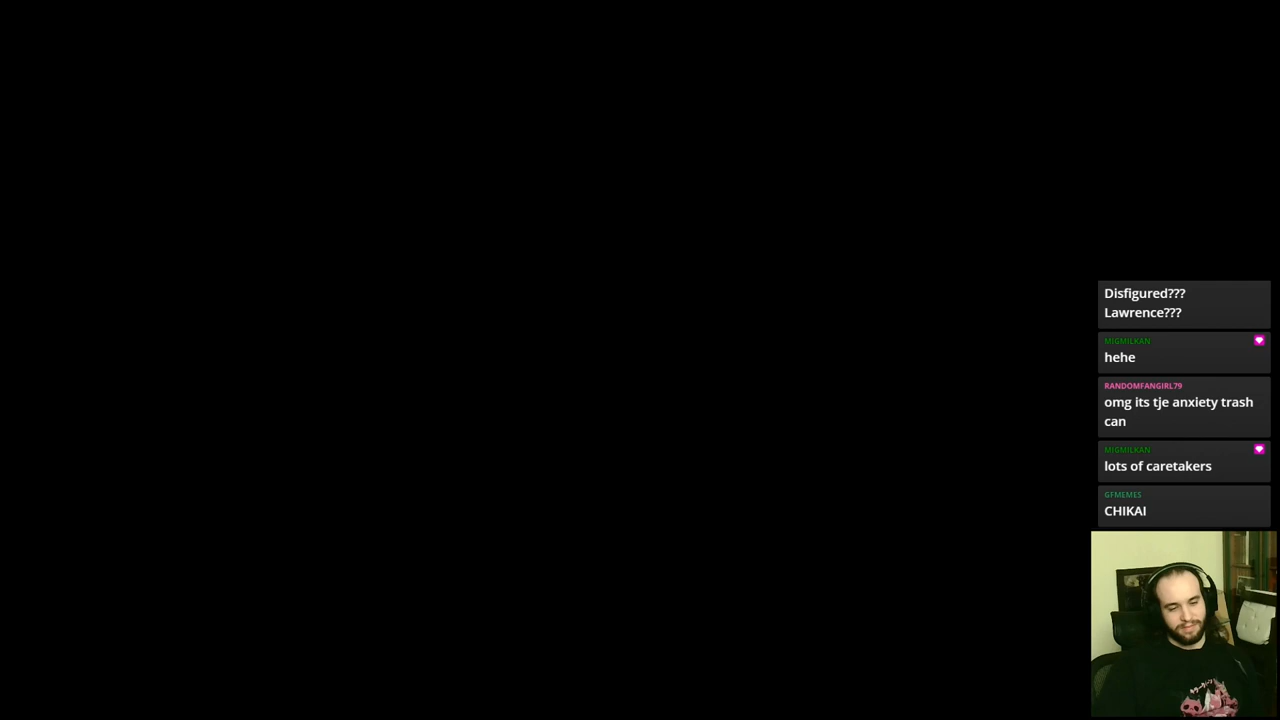 Disfigured???
Lawrence???
MIGMILKAN
hehe
RANDOMFANGIRL79
omg its tje anxiety trash
can
MIGMILKAN
lots of caretakers
GFMEMES
CHIKAI